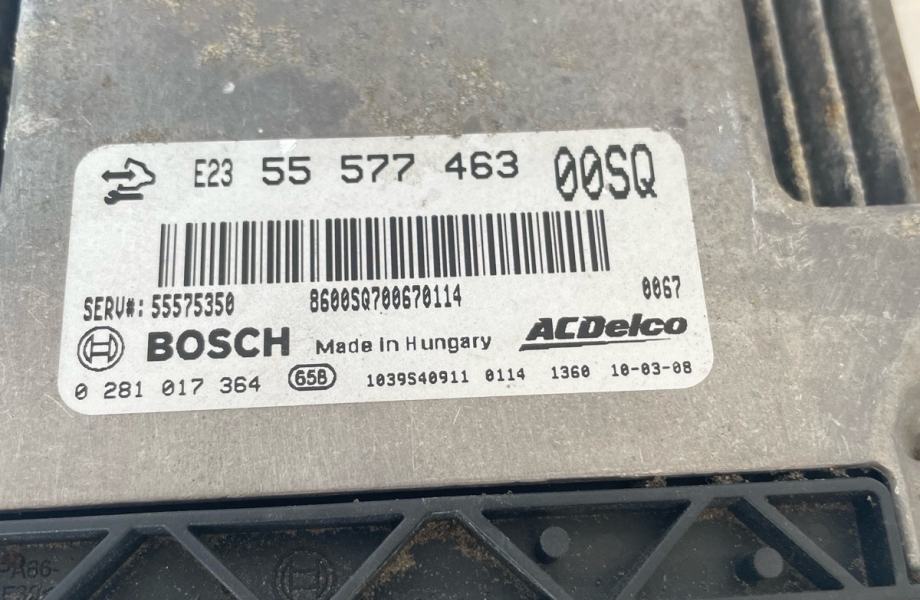 E23 55 577 463 00SQ
SERV#: 55575350 8600SQ700670114 0067
BOSCH Made in Hungary ACDelco
0 281 017 364 65B 1039S40911 0114 1360 10-03-08